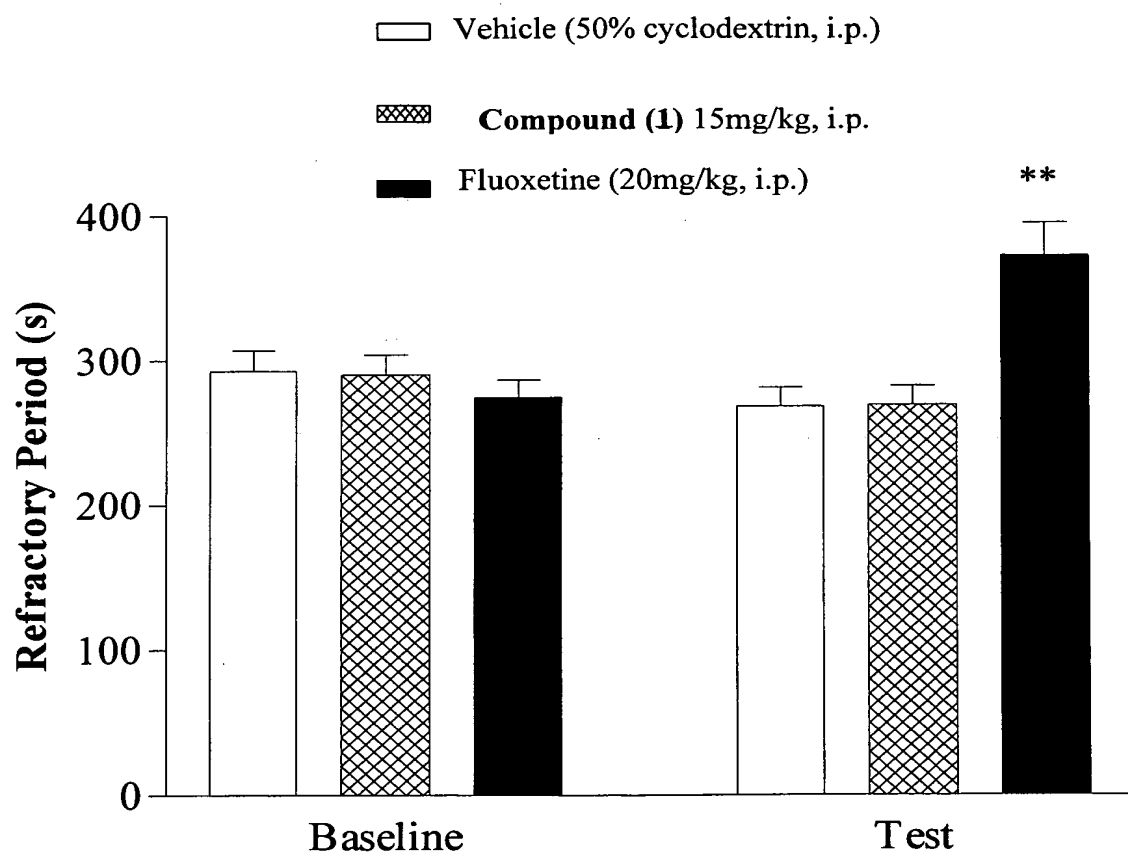 Vehicle (50% cyclodextrin, i.p.)
Compound (1) 15mg/kg, i.p.
Fluoxetine (20mg/kg, i.p.)
**
400
300
200
100
0
Refractory Period (s)
Baseline Test